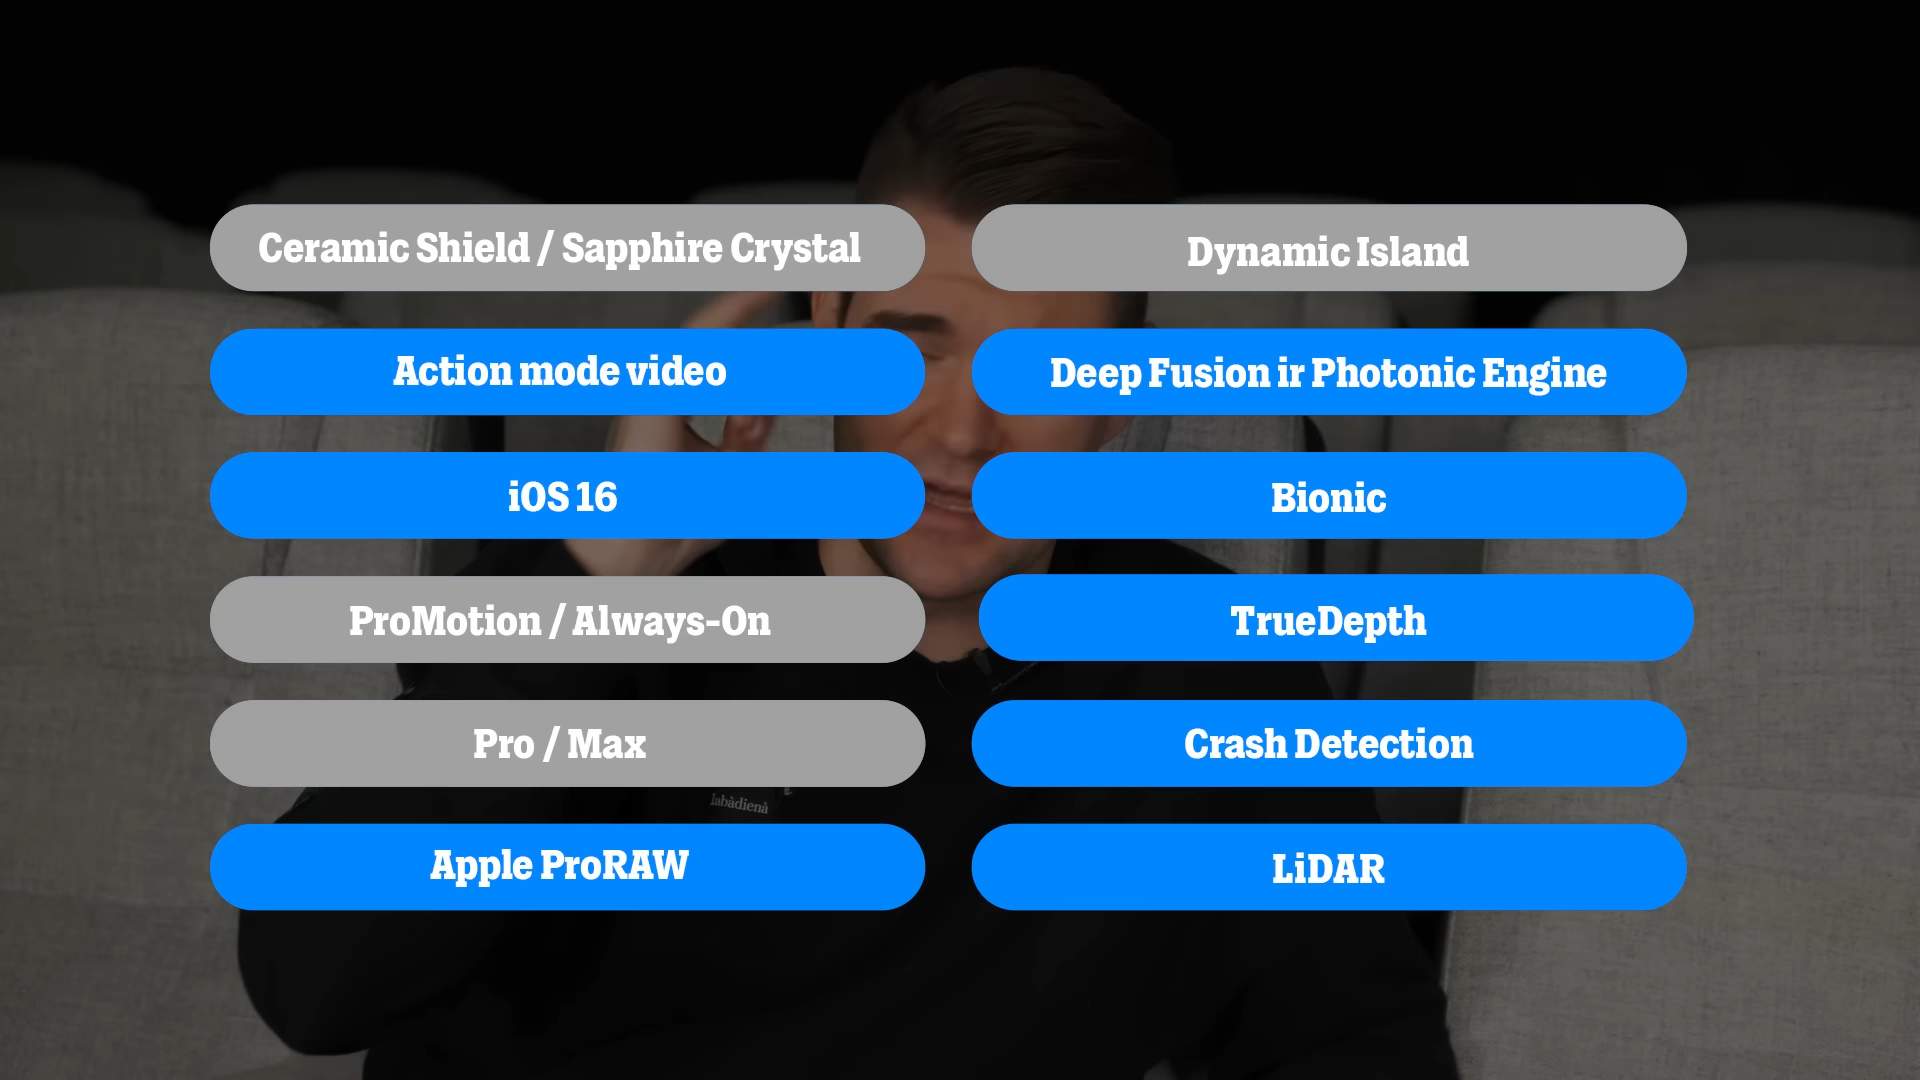 Ceramic Shield / Sapphire Crystal
Dynamic Island
Action mode video
Deep Fusion ir Photonic Engine
iOS 16
Bionic
ProMotion / Always-On
TrueDepth
Pro / Max
Crash Detection
labàdienà
Apple ProRAW
LiDAR